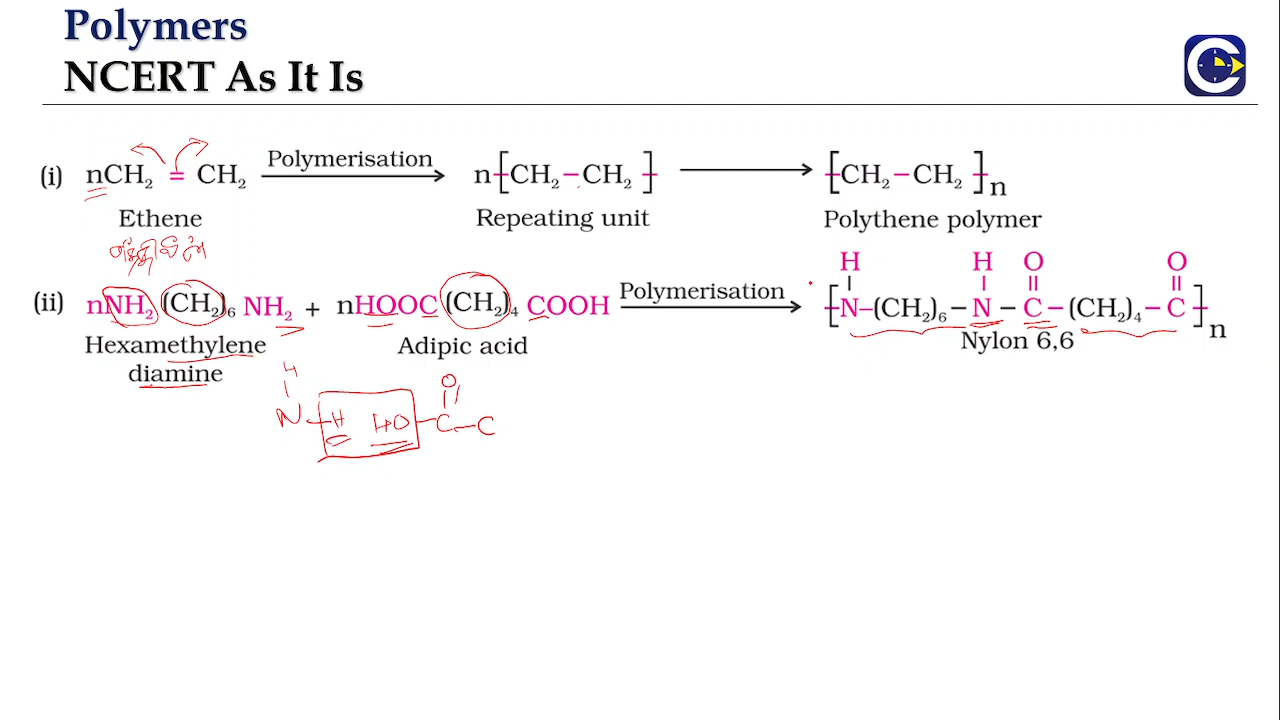 Polymers
NCERT As It Is
(i) nCH₂ = CH₂ Polymerisation n[CH₂–CH₂] [CH₂–CH₂]n
Ethene Repeating unit Polythene polymer
(ii) nNH₂ (CH₂)₆ NH₂ + nHOOC (CH₂)₄ COOH Polymerisation [N–(CH₂)₆–N–C–(CH₂)₄–C]n
H H O O
Hexamethylene Adipic acid Nylon 6,6
diamine
H O
N–H HO–C–C